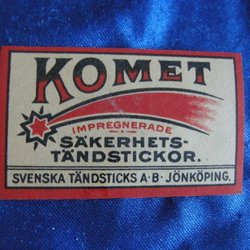 KOMET
IMPREGNERADE
SÄKERHETS-
TÄNDSTICKOR.
SVENSKA TÄNDSTICKS A·B·JÖNKÖPING.